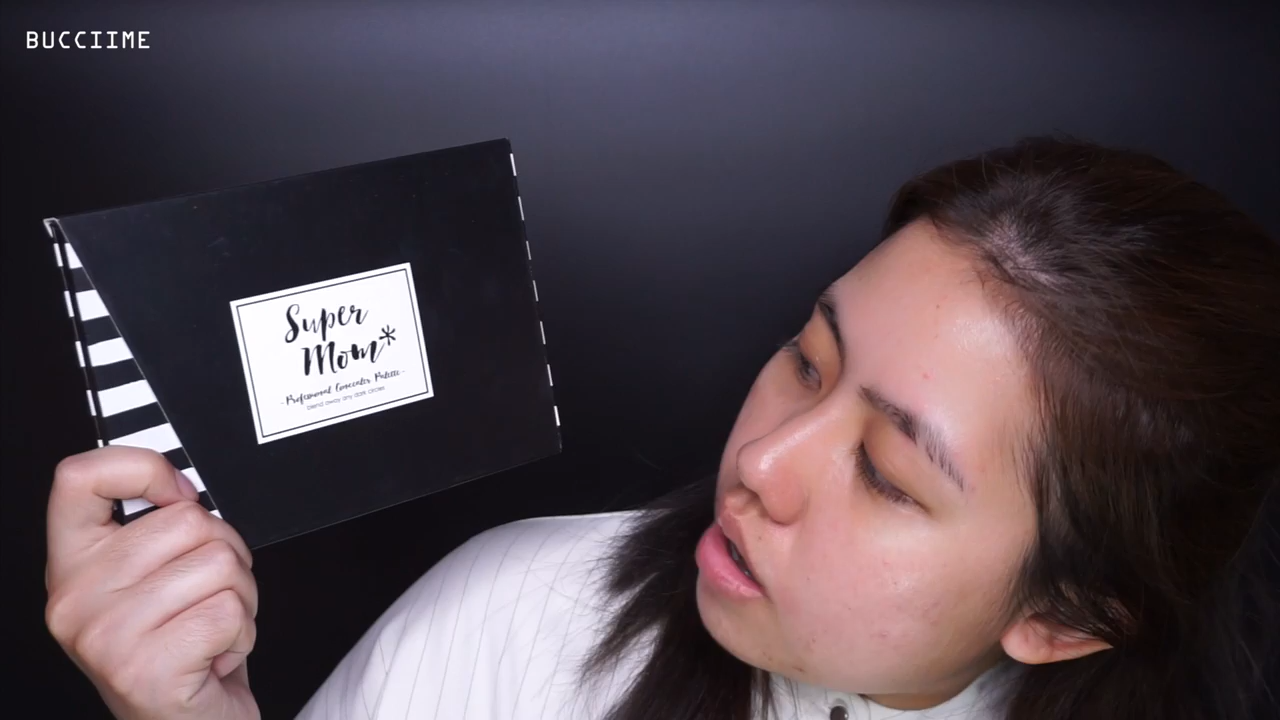 BUCCIIME
Super
Mom*
- Professional Concealer Palette -
blend away any dark circles